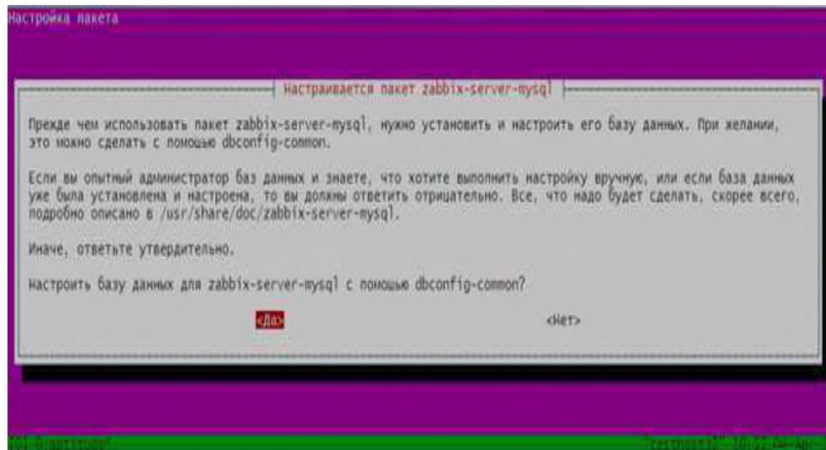 Настройка пакета
Настраивается пакет zabbix-server-mysql
Прежде чем использовать пакет zabbix-server-mysql, нужно установить и настроить его базу данных. При желании,
это можно сделать с помощью dbconfig-common.
Если вы опытный администратор баз данных и знаете, что хотите выполнить настройку вручную, или если база данных
уже была установлена и настроена, то вы должны ответить отрицательно. Все, что надо будет сделать, скорее всего,
подробно описано в /usr/share/doc/zabbix-server-mysql.
Иначе, ответьте утвердительно.
Настроить базу данных для zabbix-server-mysql с помощью dbconfig-common?
<Да> <Нет>